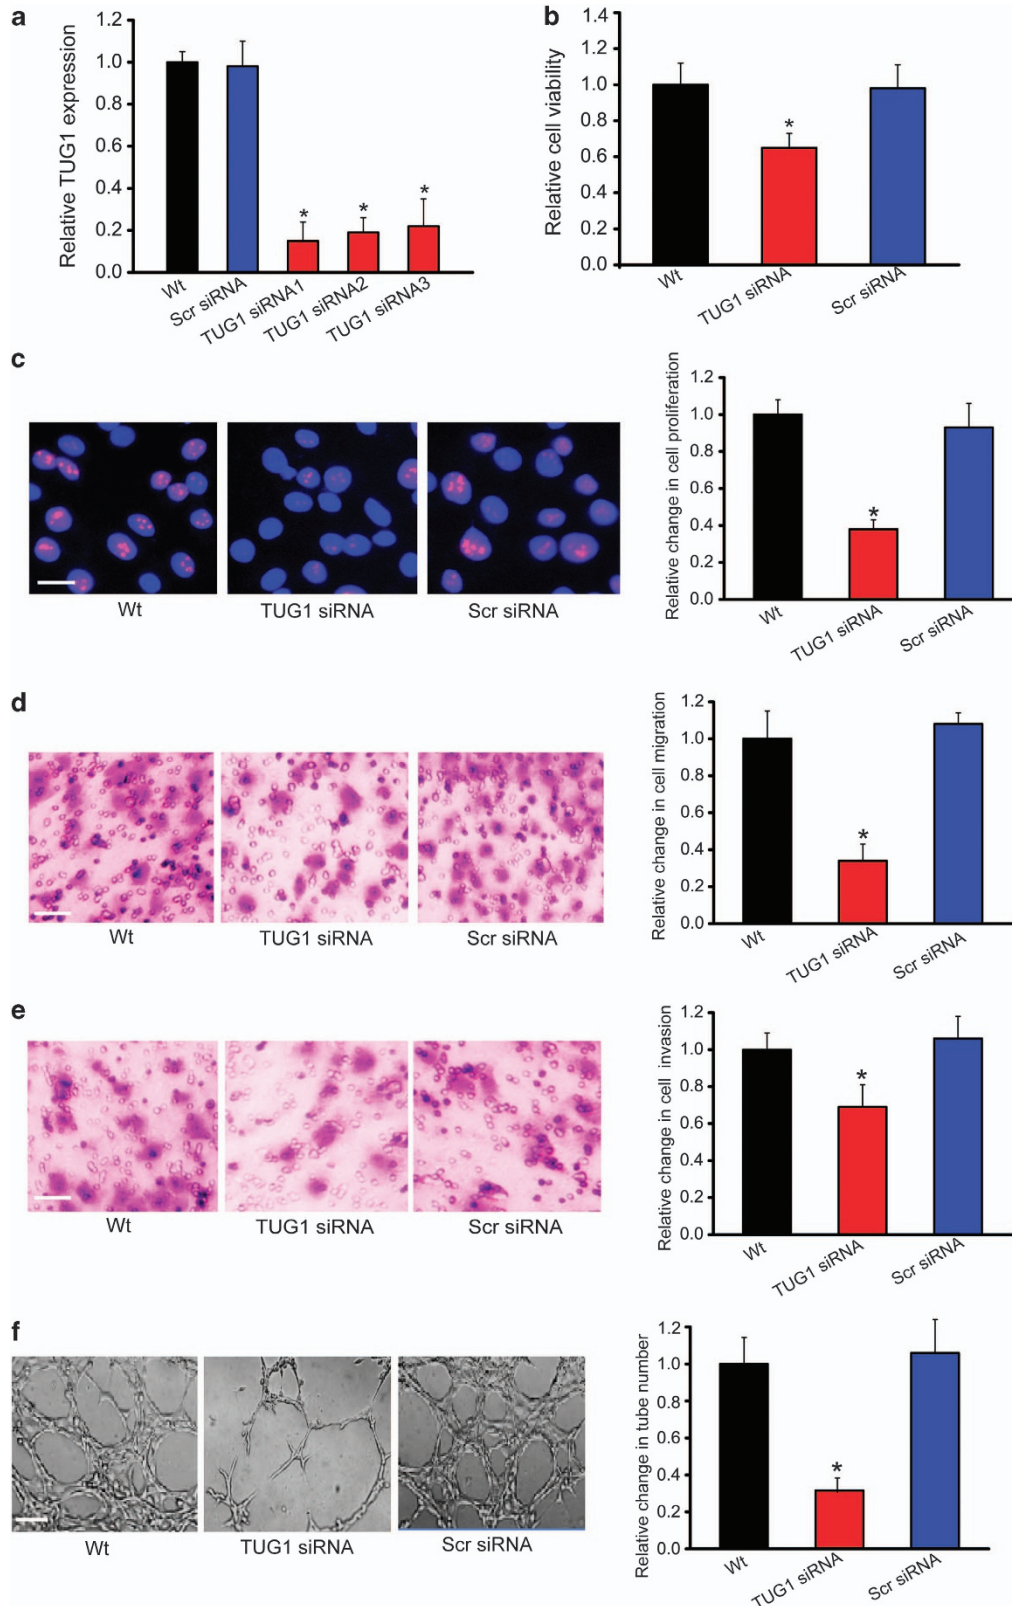 a
Relative TUG1 expression
1.2
1.0
0.8
0.6
0.4
0.2
0.0
Wt
Scr siRNA
TUG1 siRNA1
TUG1 siRNA2
TUG1 siRNA3
*
*
*
b
Relative cell viability
1.4
1.2
1.0
0.8
0.6
0.4
0.2
0.0
Wt
TUG1 siRNA
Scr siRNA
*
c
Wt
TUG1 siRNA
Scr siRNA
Relative change in cell proliferation
1.2
1.0
0.8
0.6
0.4
0.2
0.0
*
Wt
TUG1 siRNA
Scr siRNA
d
Wt
TUG1 siRNA
Scr siRNA
Relative change in cell migration
1.2
1.0
0.8
0.6
0.4
0.2
0.0
*
Wt
TUG1 siRNA
Scr siRNA
e
Wt
TUG1 siRNA
Scr siRNA
Relative change in cell invasion
1.2
1.0
0.8
0.6
0.4
0.2
0.0
*
Wt
TUG1 siRNA
Scr siRNA
f
Wt
TUG1 siRNA
Scr siRNA
Relative change in tube number
1.2
1.0
0.8
0.6
0.4
0.2
0.0
*
Wt
TUG1 siRNA
Scr siRNA